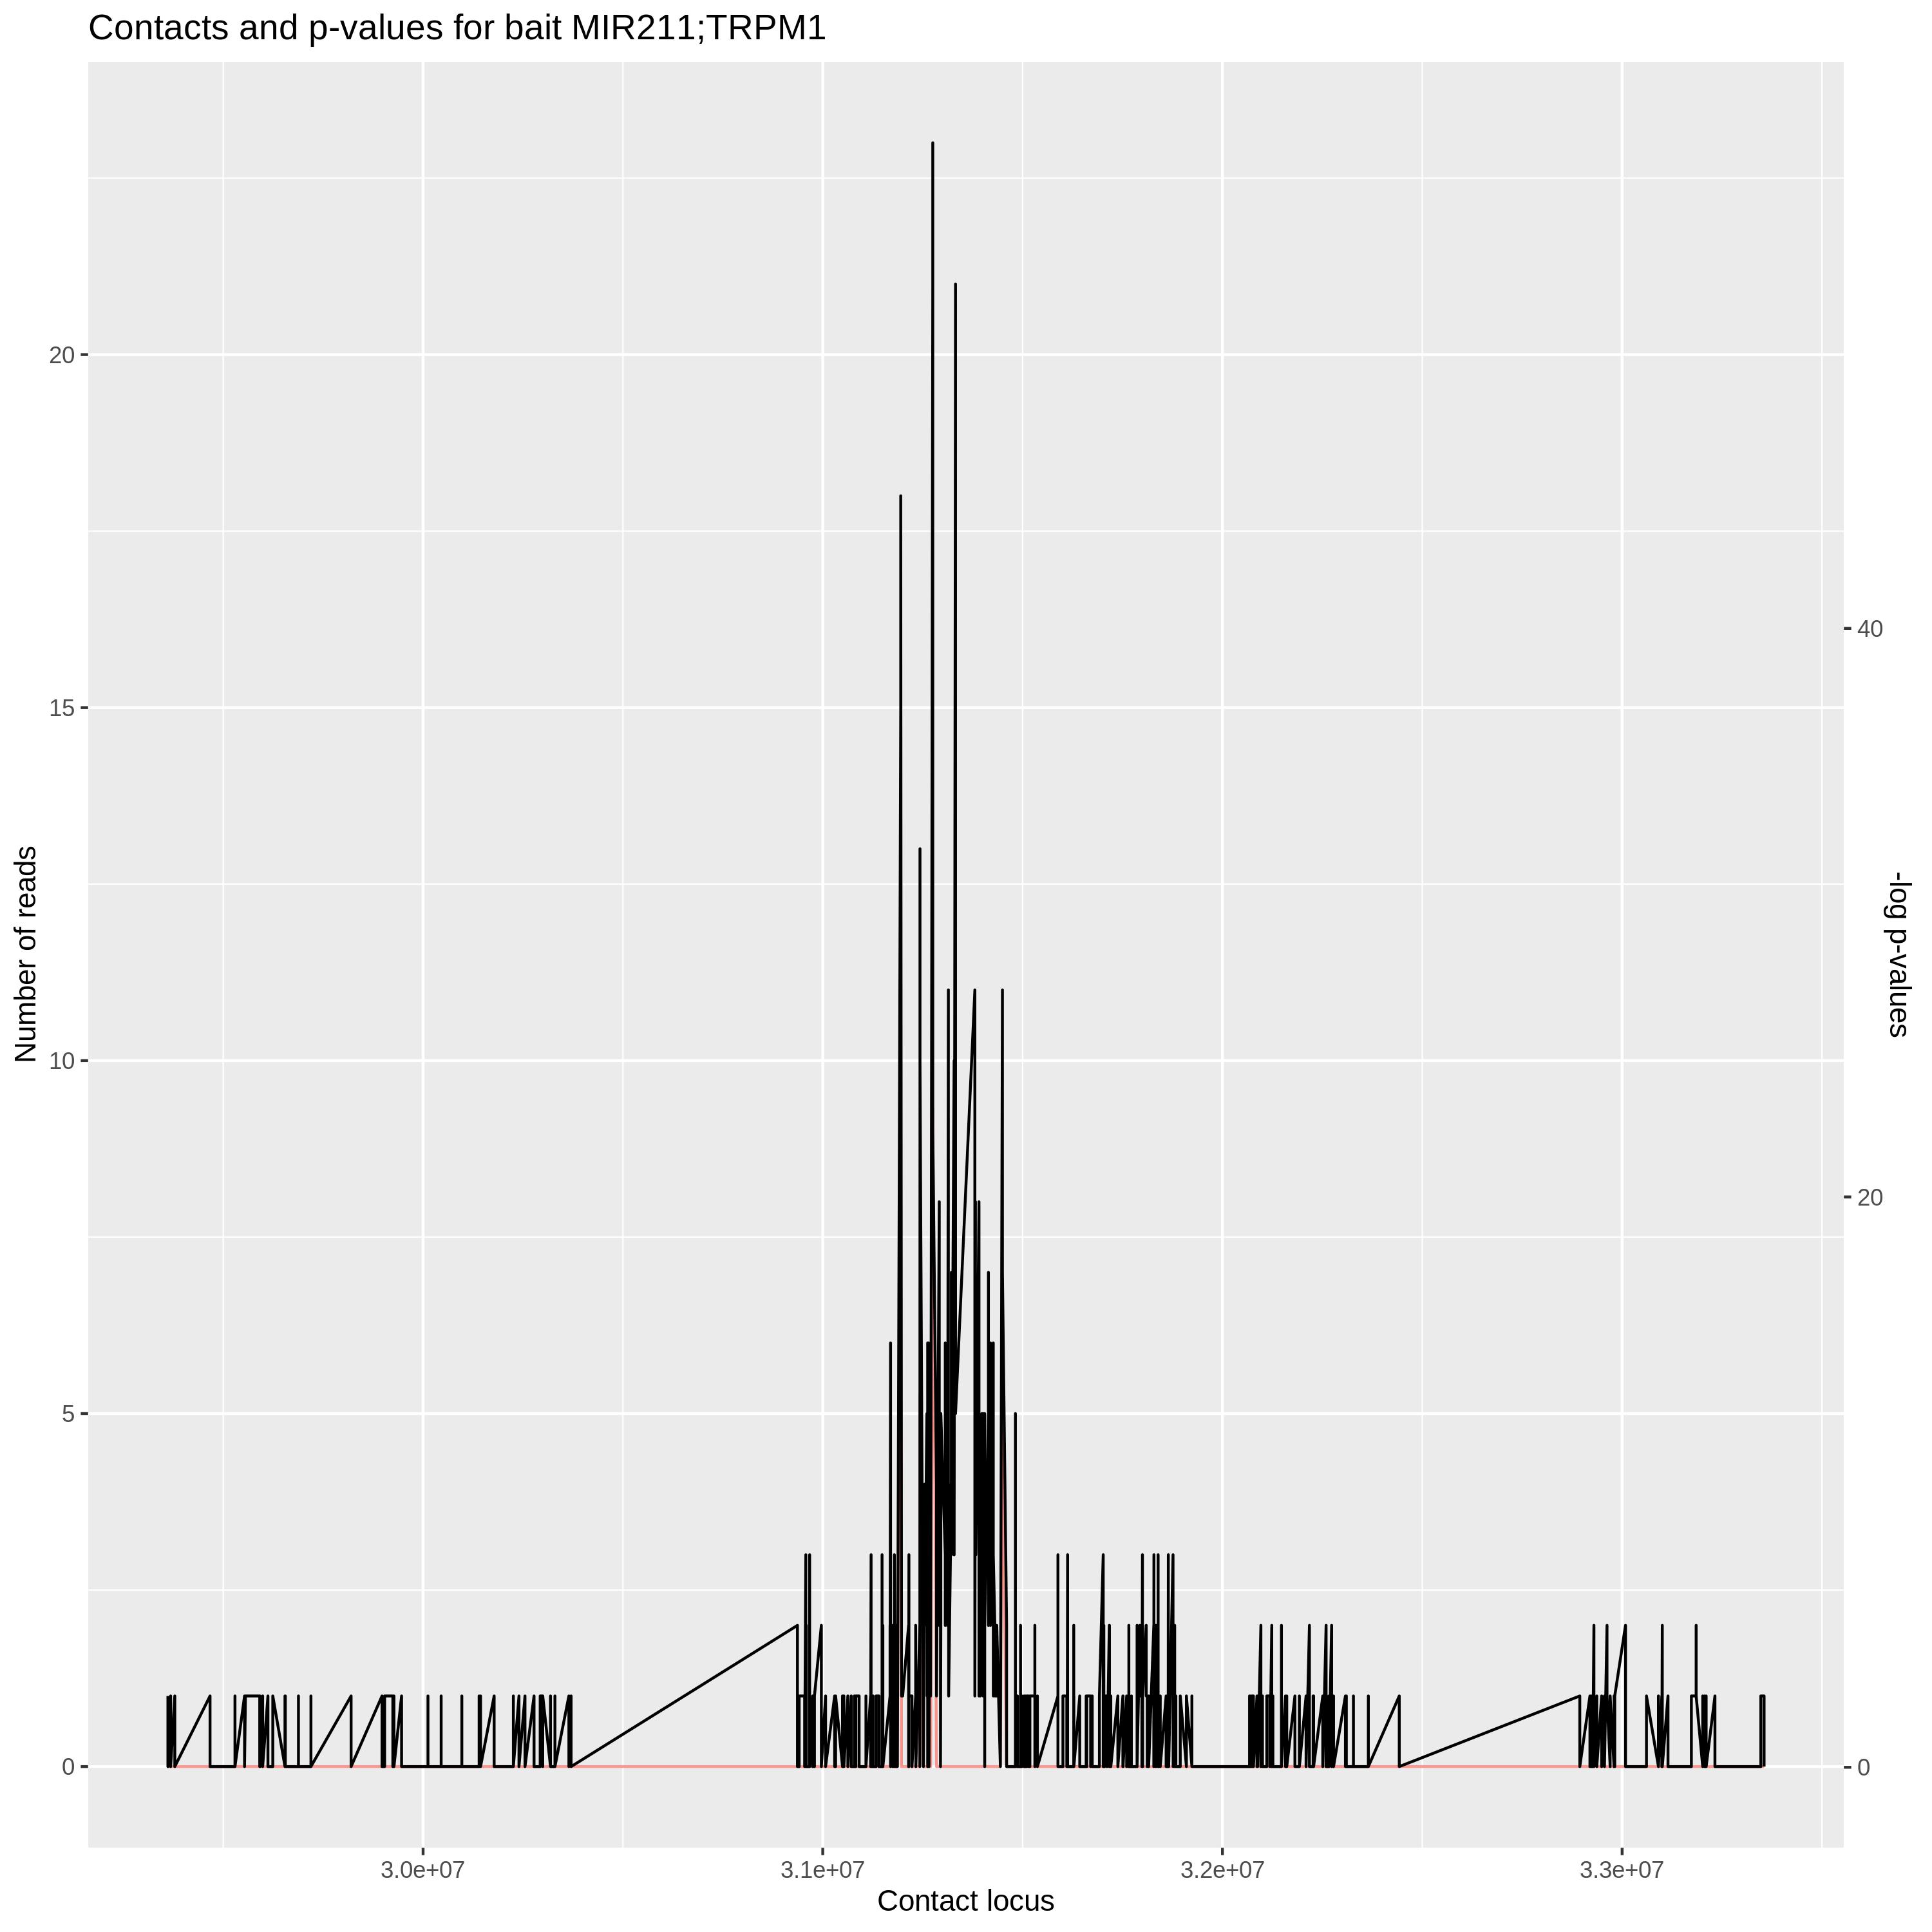 Contacts and p-values for bait MIR211;TRPM1
Number of reads
20
15
10
5
0
40
20
0
-log p-values
3.0e+07
3.1e+07
3.2e+07
3.3e+07
Contact locus